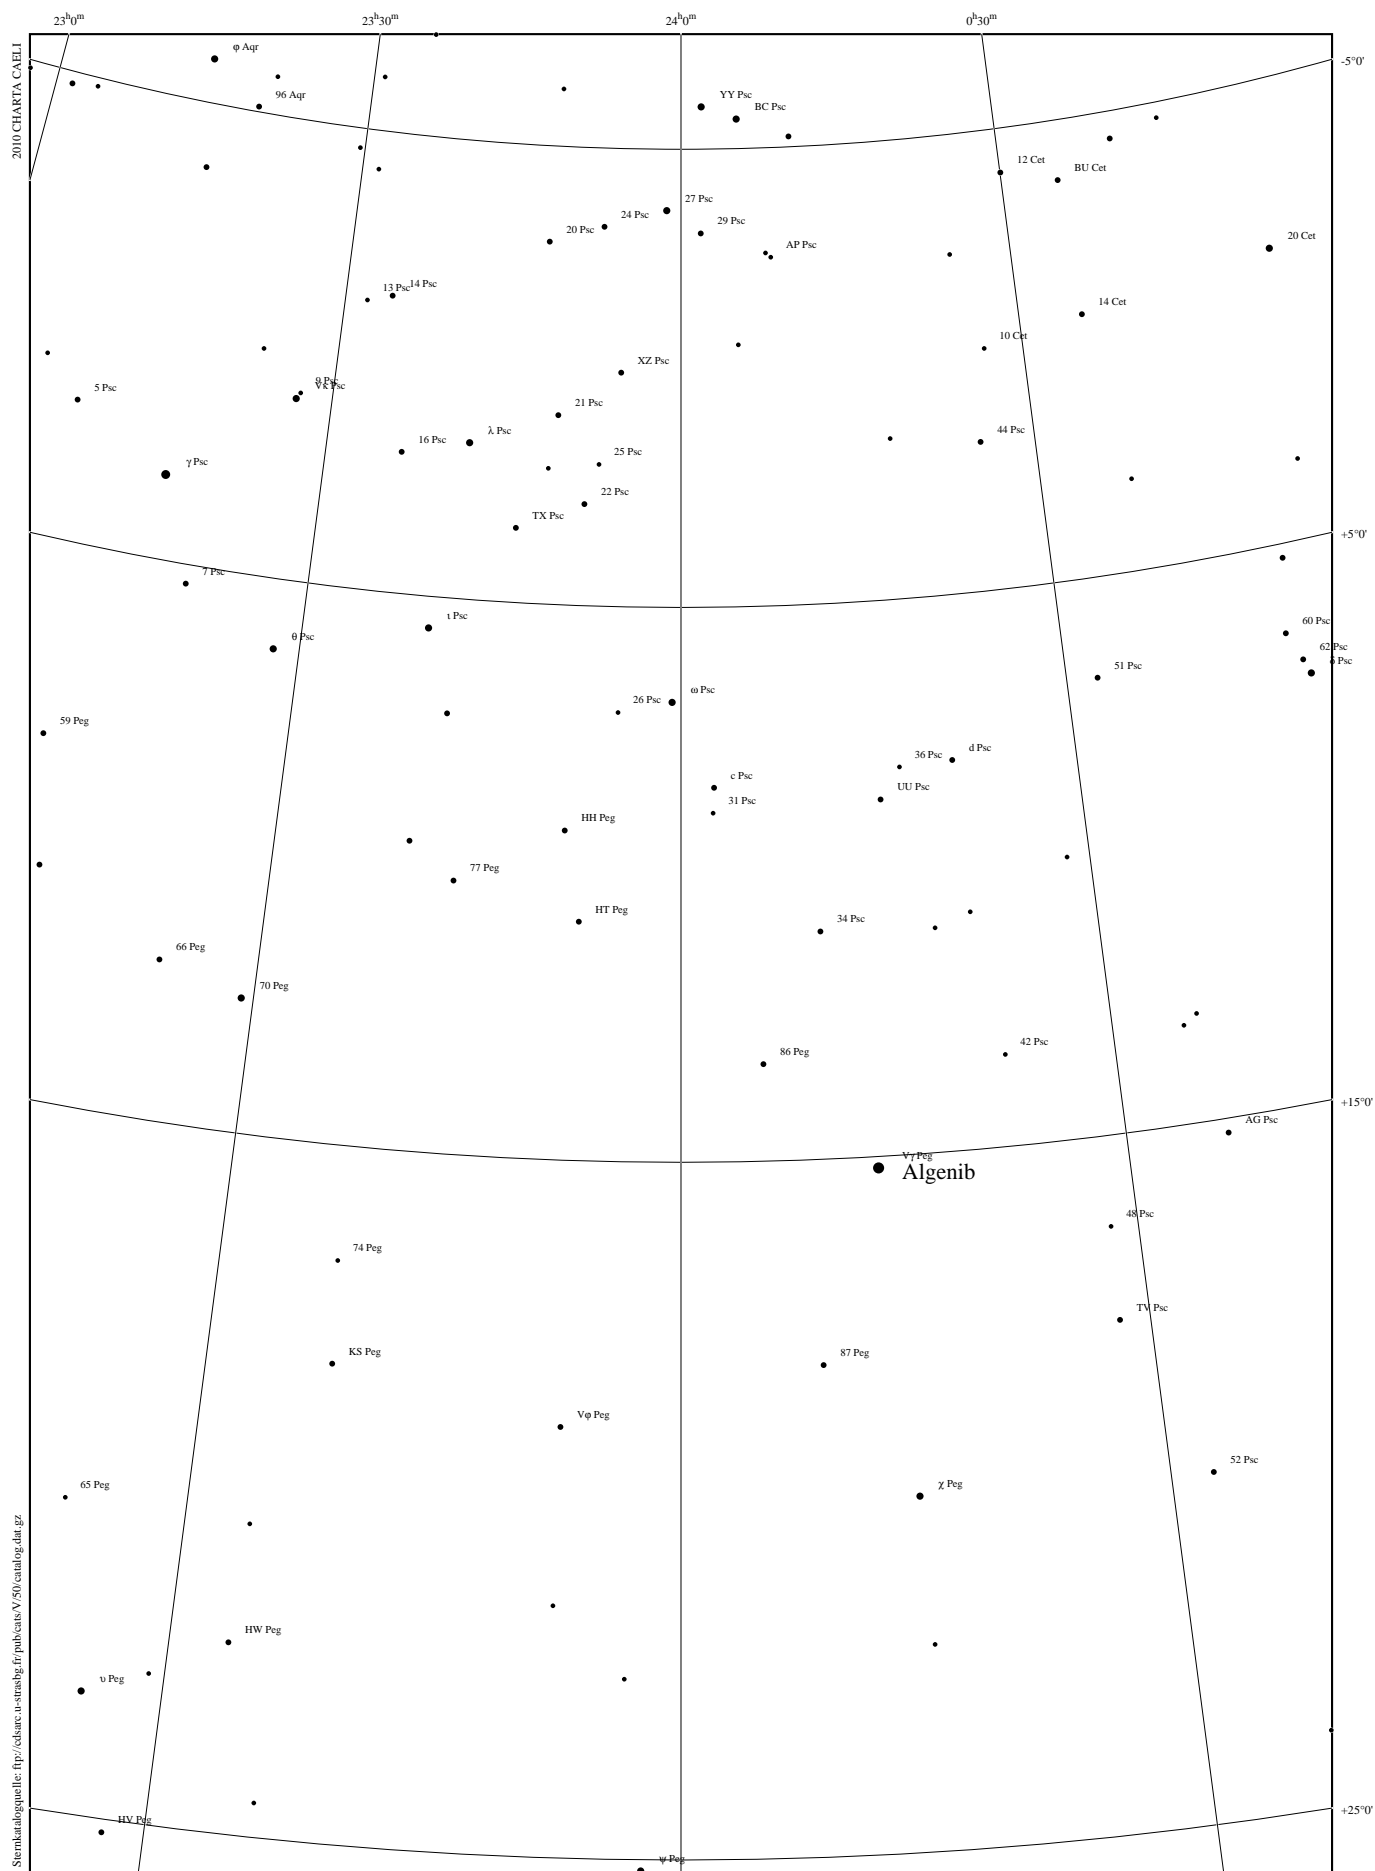 23h0m
23h30m
24h0m
0h30m
2010 CHARTA CAELI
φ Aqr
-5°0'
96 Aqr
YY Psc
BC Psc
12 Cet
BU Cet
27 Psc
24 Psc
29 Psc
20 Psc
20 Cet
AP Psc
13 Psc
14 Psc
14 Cet
10 Cet
XZ Psc
9 Psc
Vκ Psc
5 Psc
21 Psc
λ Psc
44 Psc
16 Psc
25 Psc
γ Psc
22 Psc
TX Psc
+5°0'
7 Psc
ι Psc
60 Psc
θ Psc
62 Psc
δ Psc
51 Psc
ω Psc
26 Psc
59 Peg
d Psc
36 Psc
c Psc
UU Psc
31 Psc
HH Peg
77 Peg
HT Peg
34 Psc
66 Peg
70 Peg
42 Psc
86 Peg
+15°0'
AG Psc
Vγ Peg
Algenib
48 Psc
74 Peg
TV Psc
KS Peg
87 Peg
Vφ Peg
52 Psc
65 Peg
χ Peg
HW Peg
υ Peg
+25°0'
HV Peg
ψ Peg
Sternkatalogquelle: ftp://cdsarc.u-strasbg.fr/pub/cats/V/50/catalog.dat.gz